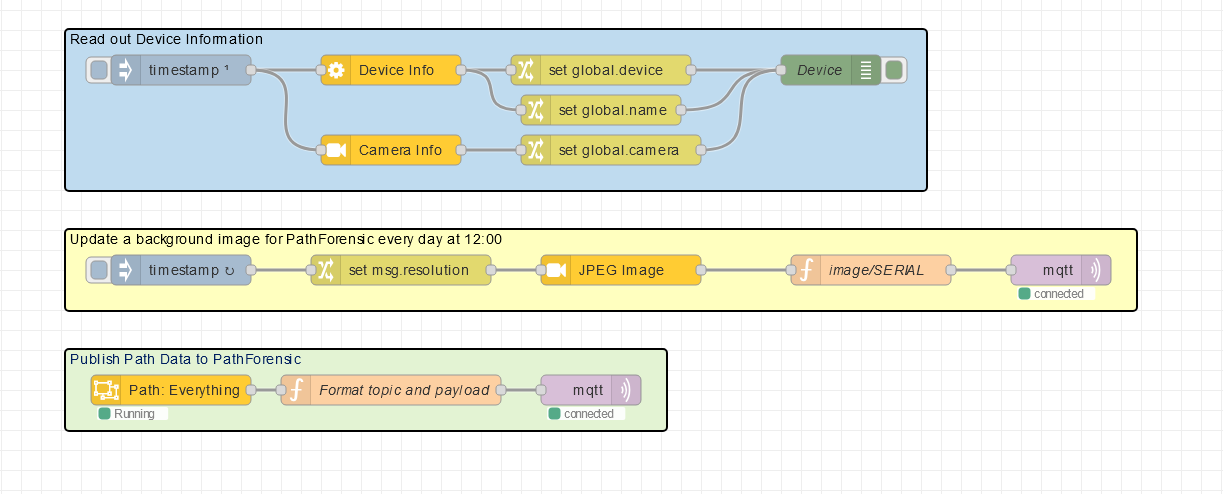 Read out Device Information
timestamp ¹
Device Info
set global.device
Device
set global.name
Camera Info
set global.camera
Update a background image for PathForensic every day at 12:00
timestamp ↻
set msg.resolution
JPEG Image
image/SERIAL
mqtt
connected
Publish Path Data to PathForensic
Path: Everything
Format topic and payload
mqtt
Running
connected